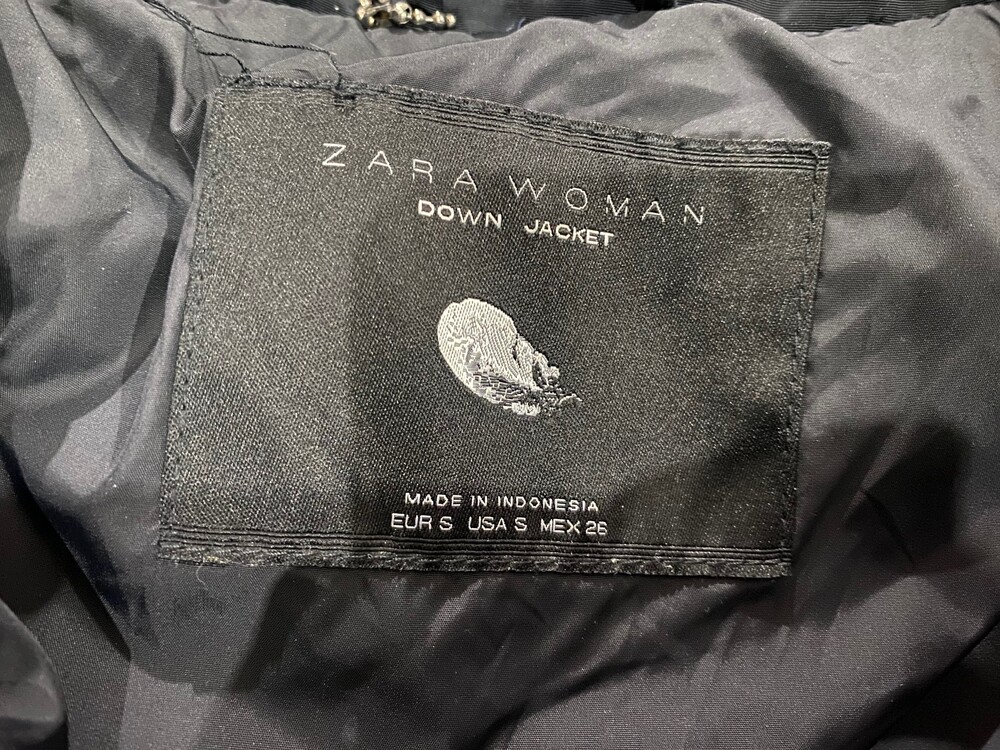 ZARA WOMAN
DOWN JACKET
MADE IN INDONESIA
EUR S USA S MEX 26